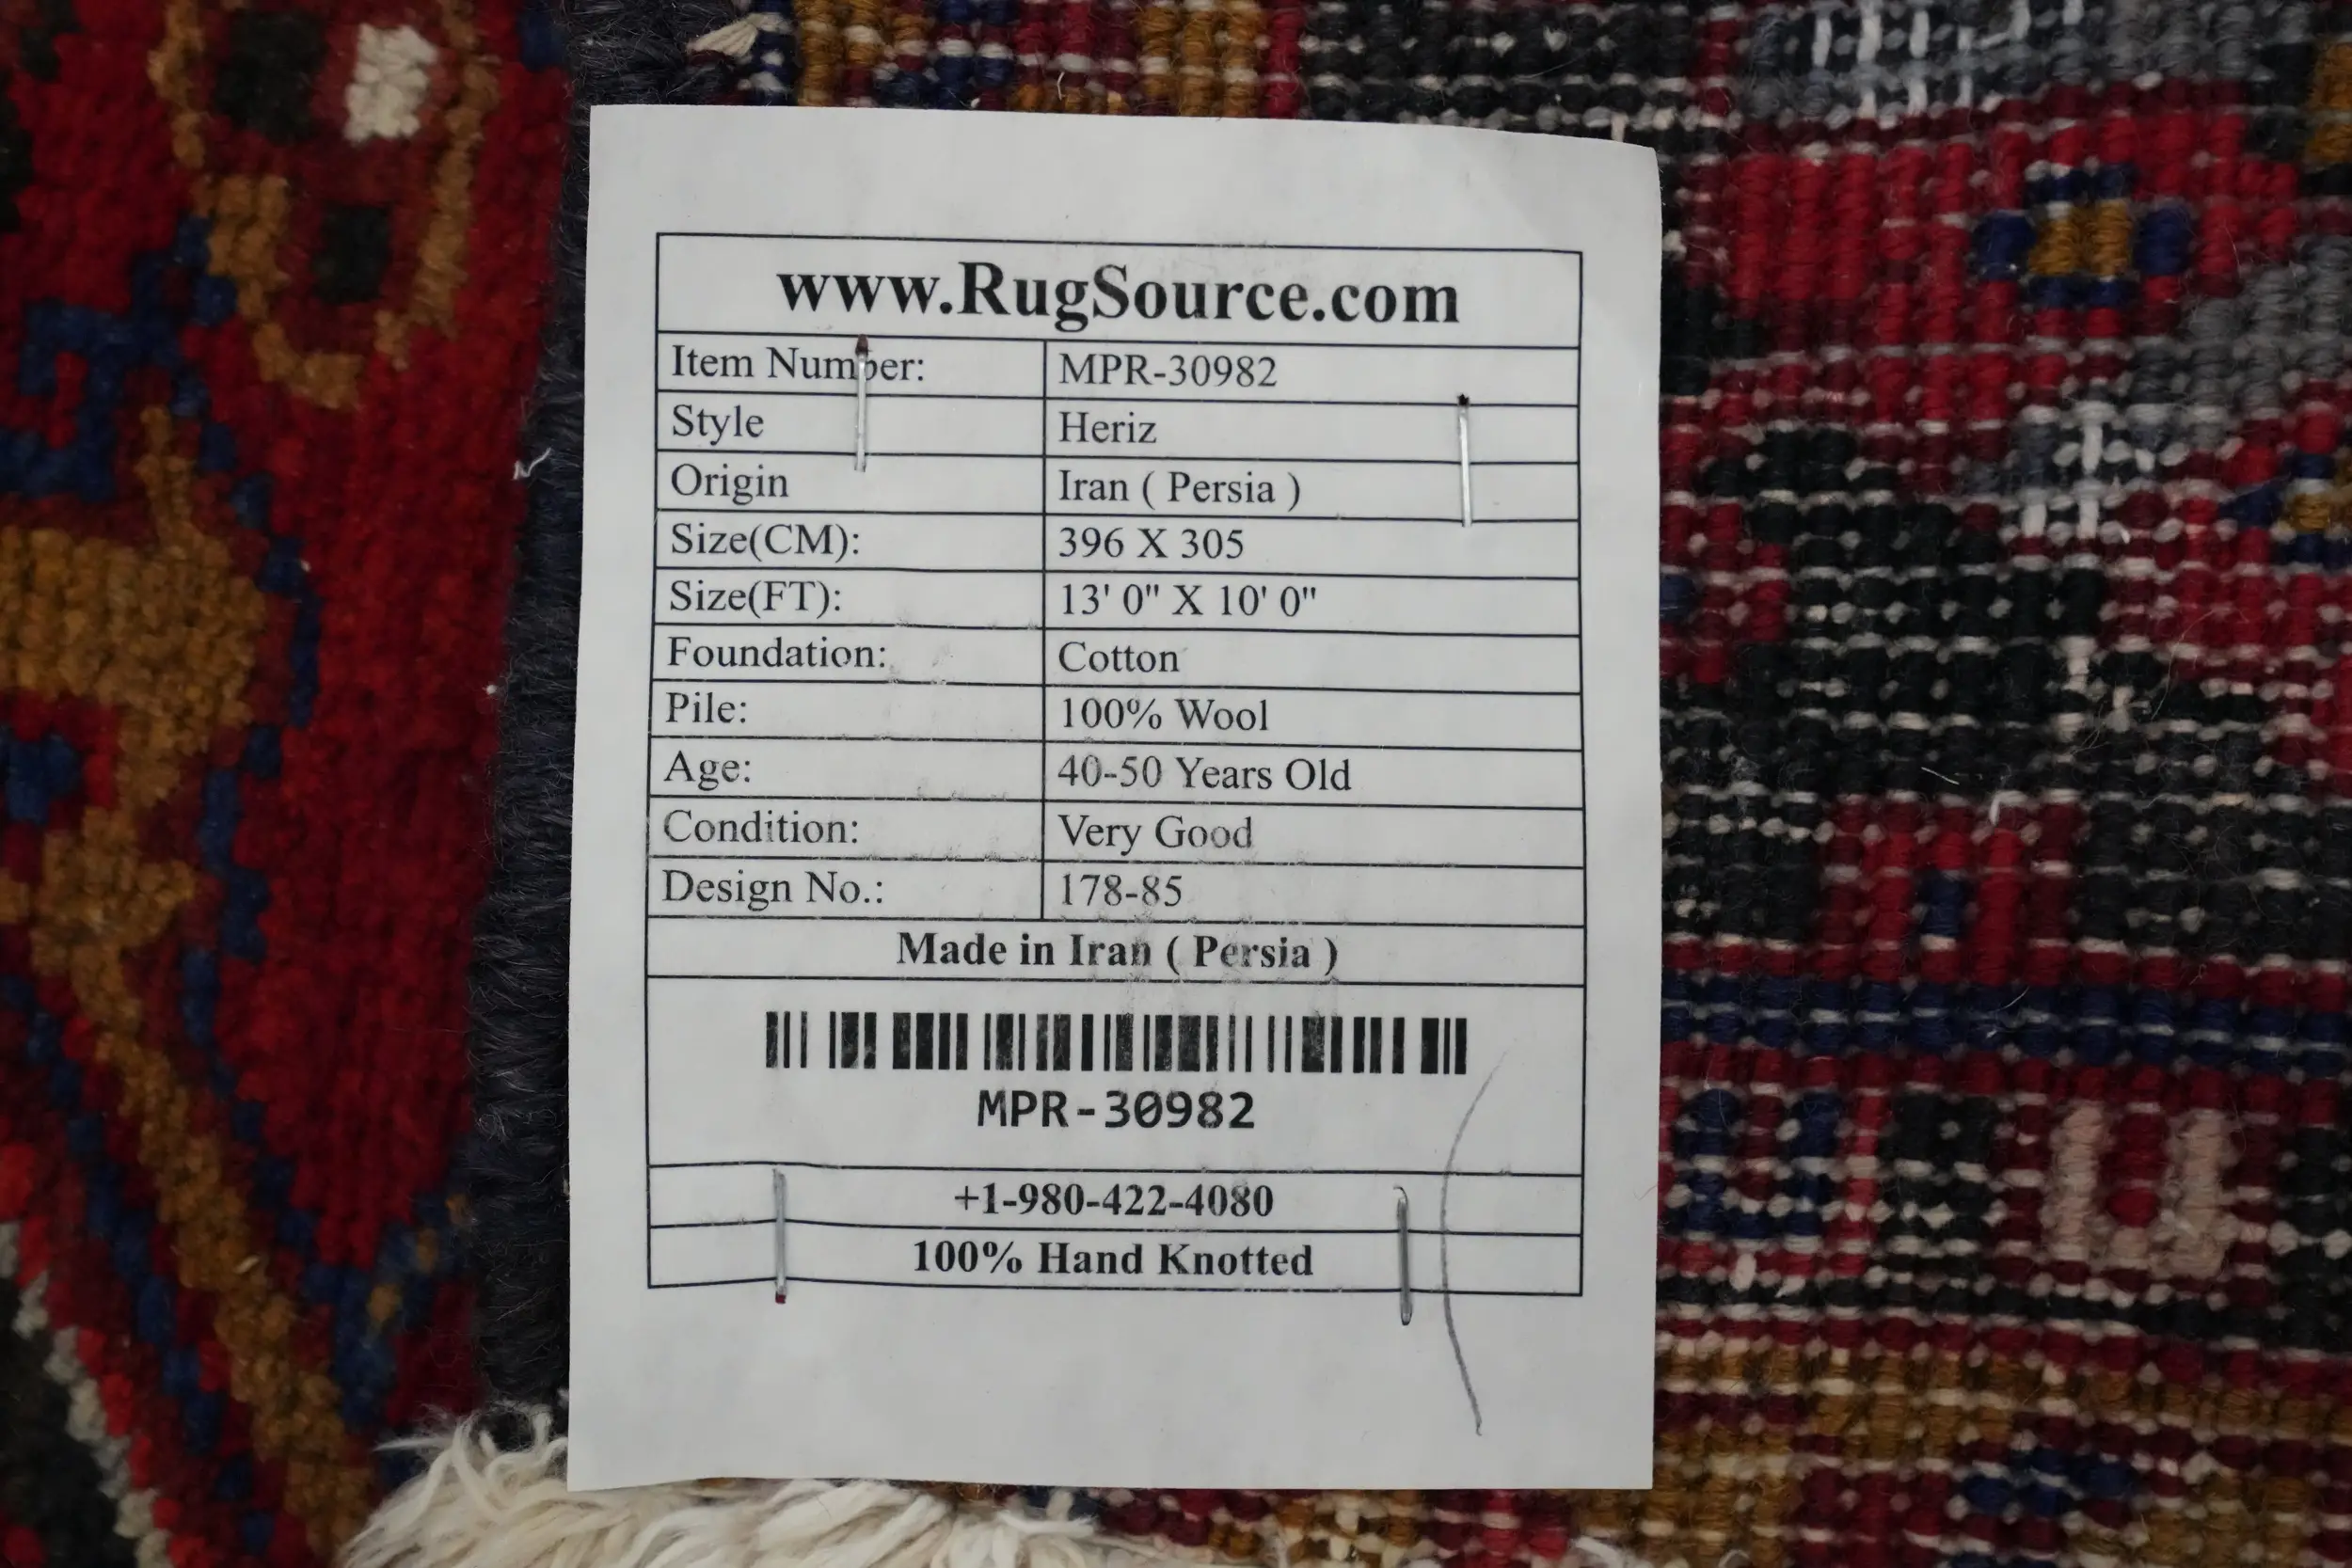 www.RugSource.com
Item Number: MPR-30982
Style Heriz
Origin Iran ( Persia )
Size(CM): 396 X 305
Size(FT): 13' 0" X 10' 0"
Foundation: Cotton
Pile: 100% Wool
Age: 40-50 Years Old
Condition: Very Good
Design No.: 178-85
Made in Iran ( Persia )
MPR-30982
+1-980-422-4080
100% Hand Knotted